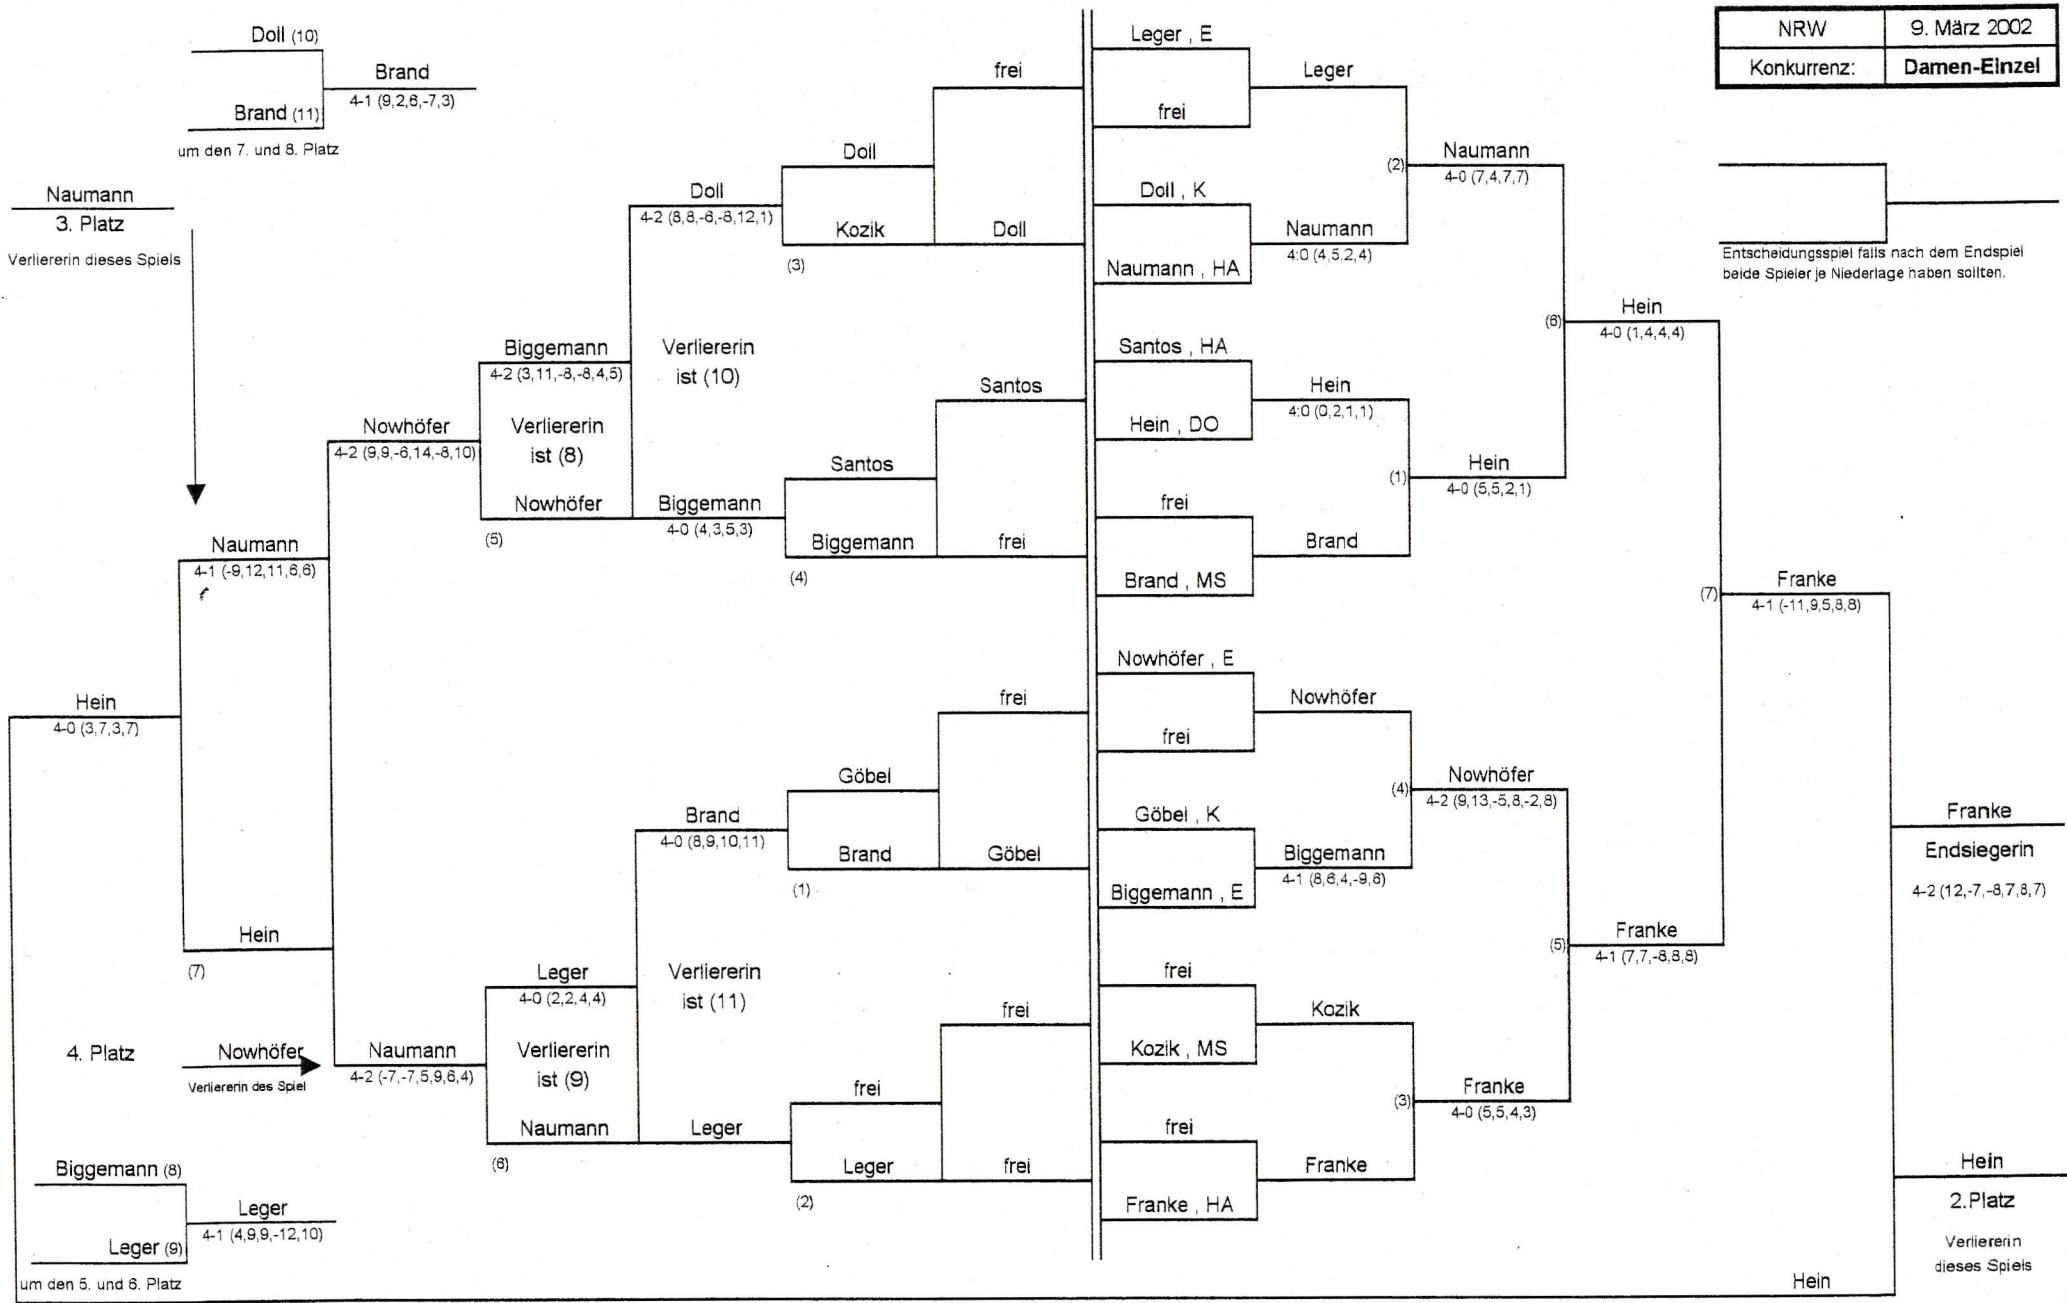 NRW 9. März 2002
Konkurrenz: Damen-Einzel
Doll (10)
Brand
4-1 (9,2,6,-7,3)
Brand (11)
um den 7. und 8. Platz
Naumann
3. Platz
Verliererin dieses Spiels
Hein
4-0 (3,7,3,7)
Naumann
4-1 (-9,12,11,6,6)
Hein
(7)
4. Platz
Nowhöfer
Verliererin des Spiel
Biggemann (8)
Leger
4-1 (4,9,9,-12,10)
Leger (9)
um den 5. und 6. Platz
Nowhöfer
4-2 (9,9,-6,14,-8,10)
Naumann
4-2 (-7,-7,5,9,6,4)
Biggemann
4-2 (3,11,-8,-8,4,5)
Verliererin
ist (8)
Nowhöfer
(5)
Leger
4-0 (2,2,4,4)
Verliererin
ist (9)
Naumann
(6)
Doll
4-2 (8,8,-6,-8,12,1)
Verliererin
ist (10)
Biggemann
4-0 (4,3,5,3)
Brand
4-0 (8,9,10,11)
Verliererin
ist (11)
Leger
Doll
Kozik
(3)
Santos
Biggemann
(4)
Göbel
Brand
(1)
frei
Leger
(2)
frei
Doll
Santos
frei
frei
Göbel
frei
frei
Leger , E
frei
Doll , K
Naumann , HA
Santos , HA
Hein , DO
frei
Brand , MS
Nowhöfer , E
frei
Göbel , K
Biggemann , E
frei
Kozik , MS
frei
Franke , HA
Leger
Naumann
4:0 (4,5,2,4)
Hein
4:0 (0,2,1,1)
Brand
Nowhöfer
Biggemann
4-1 (8,6,4,-9,6)
Kozik
Franke
(2)
Naumann
4-0 (7,4,7,7)
(1)
Hein
4-0 (5,5,2,1)
(4)
Nowhöfer
4-2 (9,13,-5,8,-2,8)
(3)
Franke
4-0 (5,5,4,3)
(6)
Hein
4-0 (1,4,4,4)
(5)
Franke
4-1 (7,7,-8,8,8)
(7)
Franke
4-1 (-11,9,5,8,8)
Entscheidungsspiel falls nach dem Endspiel
beide Spieler je Niederlage haben sollten.
Franke
Endsiegerin
4-2 (12,-7,-8,7,8,7)
Hein
2.Platz
Verliererin
dieses Spiels
Hein